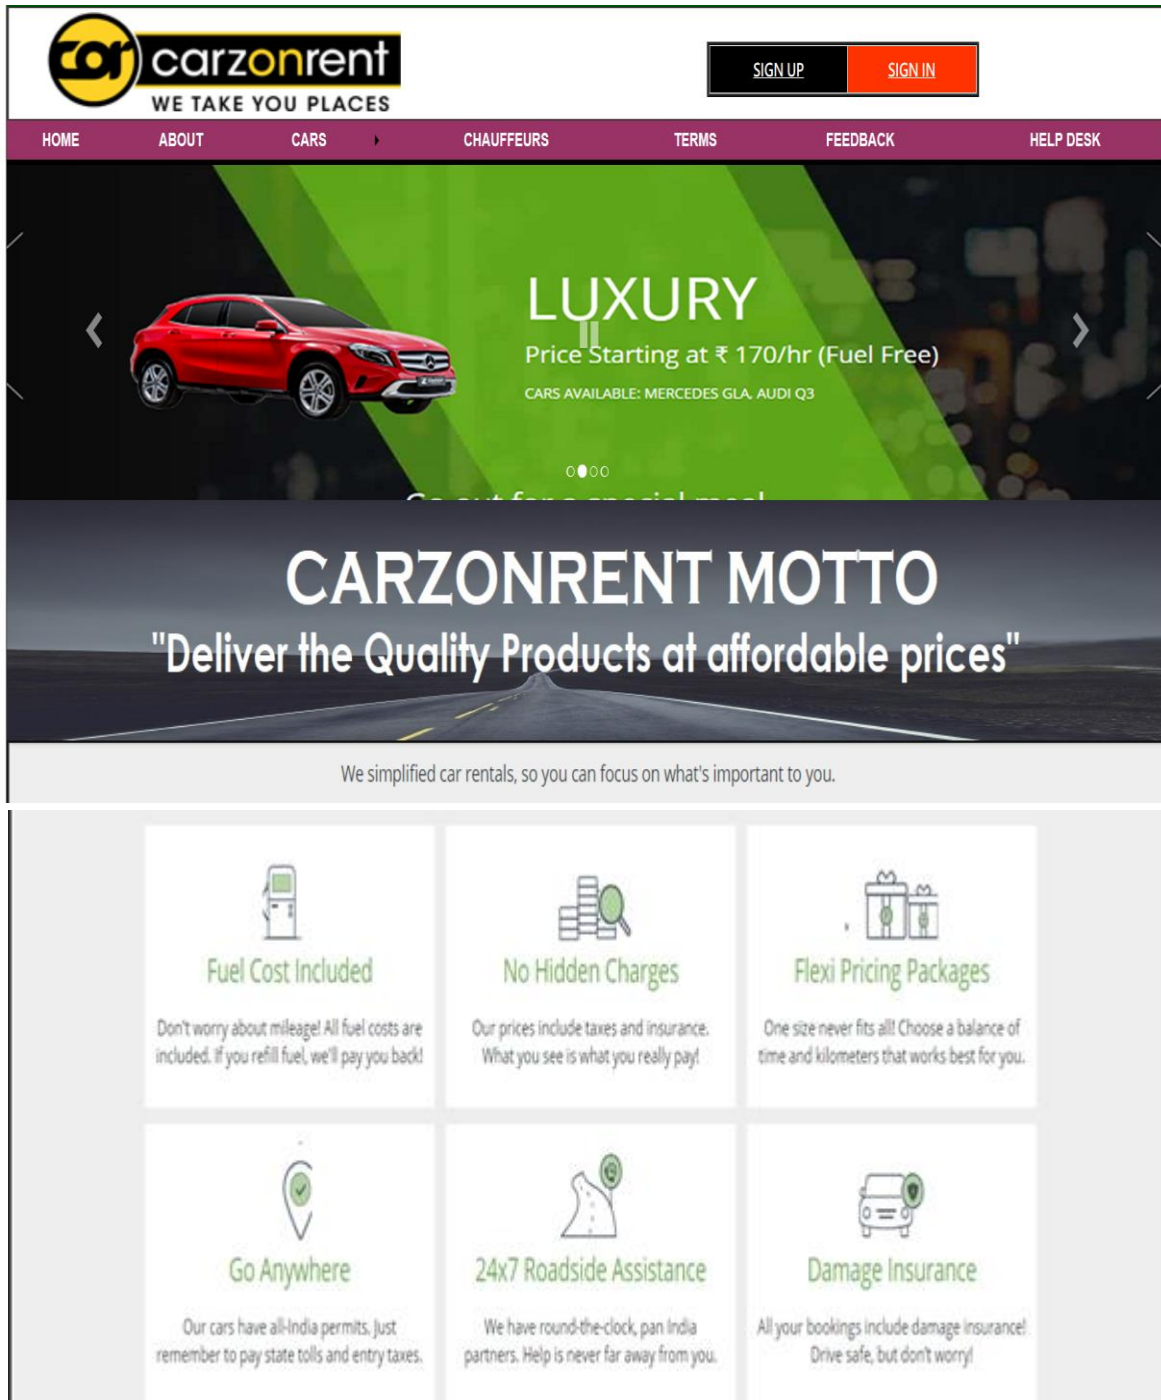 cor carzonrent
WE TAKE YOU PLACES
SIGN UP SIGN IN
HOME ABOUT CARS CHAUFFEURS TERMS FEEDBACK HELP DESK
LUXURY
Price Starting at ₹ 170/hr (Fuel Free)
CARS AVAILABLE: MERCEDES GLA, AUDI Q3
Go out for a special meal
CARZONRENT MOTTO
"Deliver the Quality Products at affordable prices"
We simplified car rentals, so you can focus on what's important to you.
Fuel Cost Included
Don't worry about mileage! All fuel costs are
included. If you refill fuel, we'll pay you back!
No Hidden Charges
Our prices include taxes and insurance.
What you see is what you really pay!
Flexi Pricing Packages
One size never fits all! Choose a balance of
time and kilometers that works best for you.
Go Anywhere
Our cars have all-India permits. Just
remember to pay state tolls and entry taxes.
24x7 Roadside Assistance
We have round-the-clock, pan India
partners. Help is never far away from you.
Damage Insurance
All your bookings include damage insurance!
Drive safe, but don't worry!